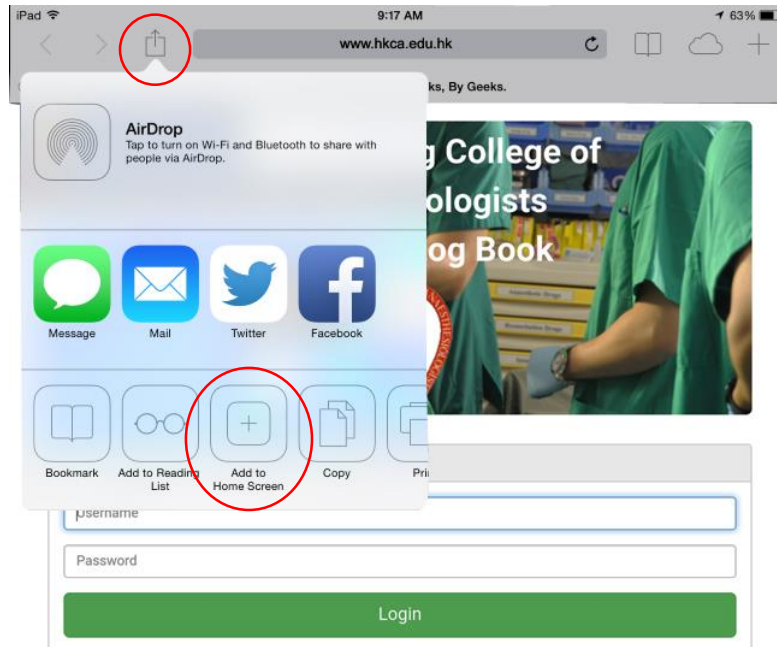 iPad 9:17 AM 63%
www.hkca.edu.hk
ks, By Geeks.
AirDrop
Tap to turn on Wi-Fi and Bluetooth to share with
people via AirDrop.
g College of
ologists
og Book
Message Mail Twitter Facebook
Bookmark Add to Reading List Add to Home Screen Copy Pri
Username
Password
Login